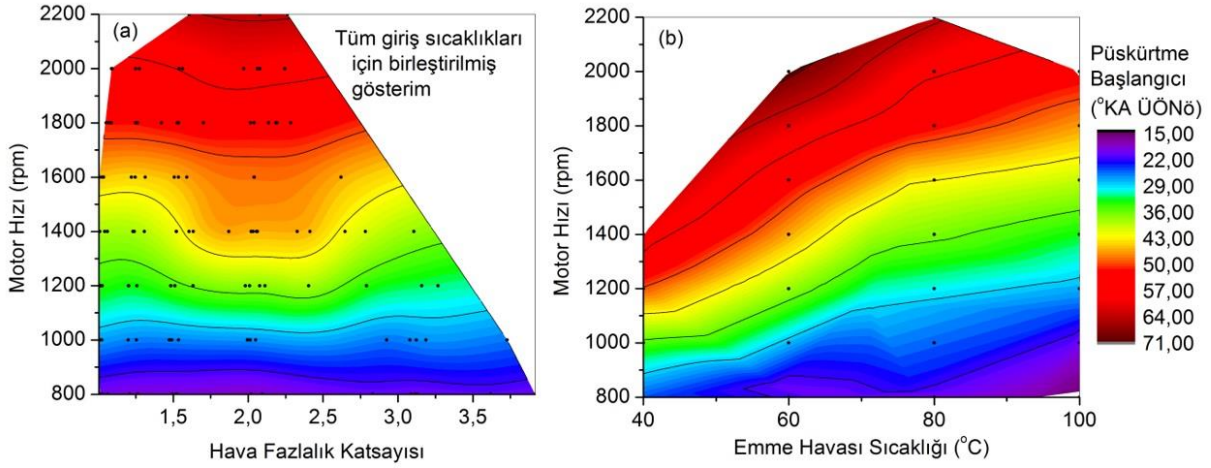 2200
2000
1800
1600
1400
1200
1000
800
Motor Hızı (rpm)
(a)
Tüm giriş sıcaklıkları
için birleştirilmiş
gösterim
1,5
2,0
2,5
3,0
3,5
Hava Fazlalık Katsayısı
2200
2000
1800
1600
1400
1200
1000
800
Motor Hızı (rpm)
(b)
40
60
80
100
Emme Havası Sıcaklığı (°C)
Püskürtme
Başlangıcı
(°KA ÜÖNö)
15,00
22,00
29,00
36,00
43,00
50,00
57,00
64,00
71,00